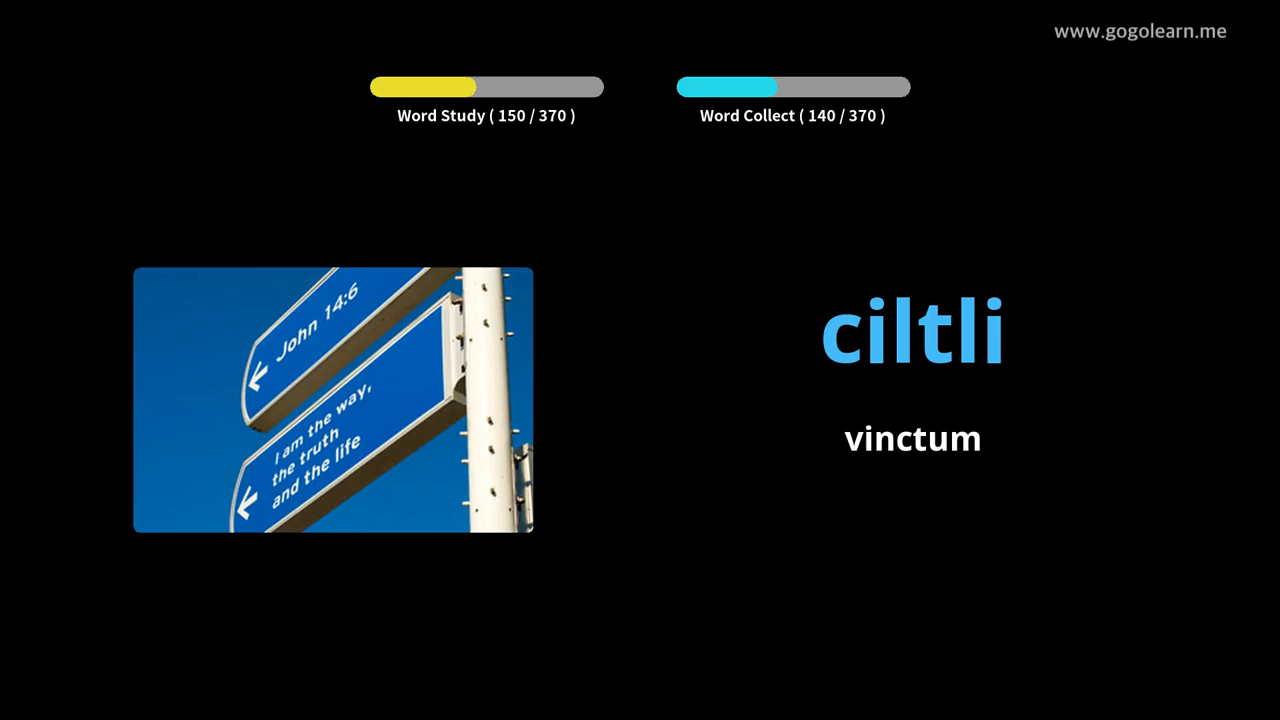 www.gogolearn.me
Word Study ( 150 / 370 )
Word Collect ( 140 / 370 )
John 14:6
I am the way,
the truth
and the life
ciltli
vinctum